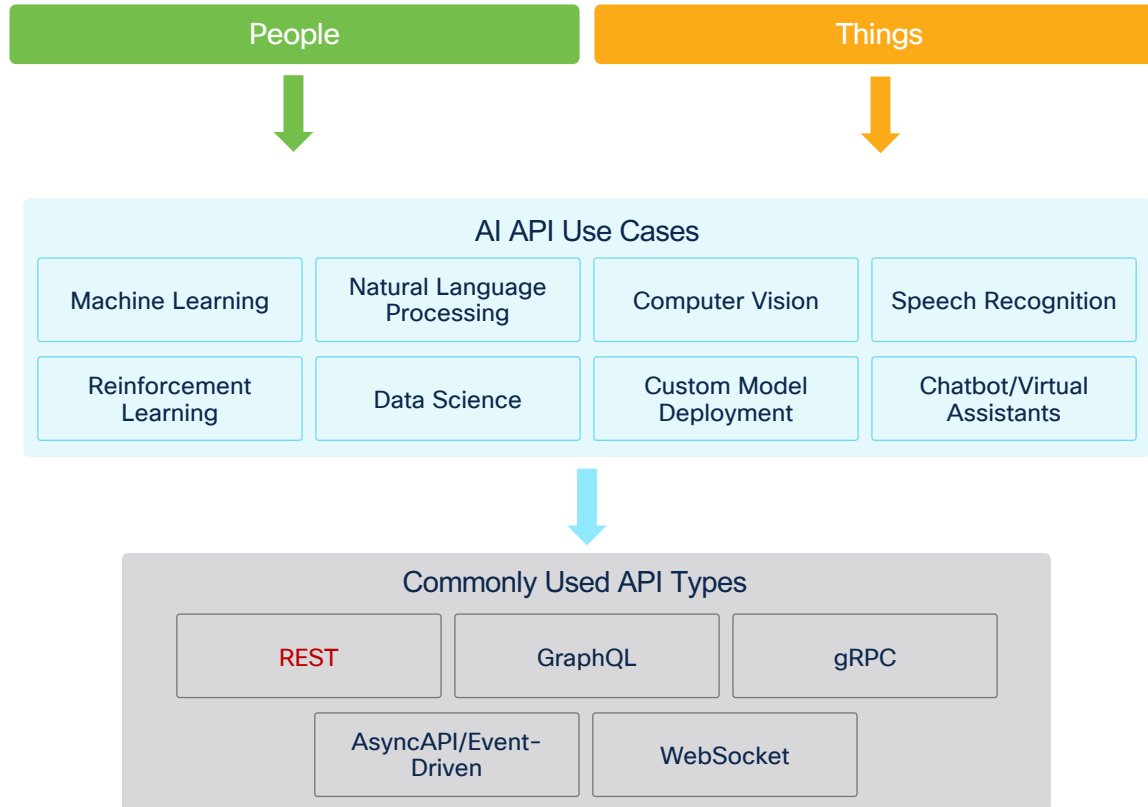 People
Things
AI API Use Cases
Machine Learning
Natural Language
Processing
Computer Vision
Speech Recognition
Reinforcement
Learning
Data Science
Custom Model
Deployment
Chatbot/Virtual
Assistants
Commonly Used API Types
REST
GraphQL
gRPC
AsyncAPI/Event-
Driven
WebSocket